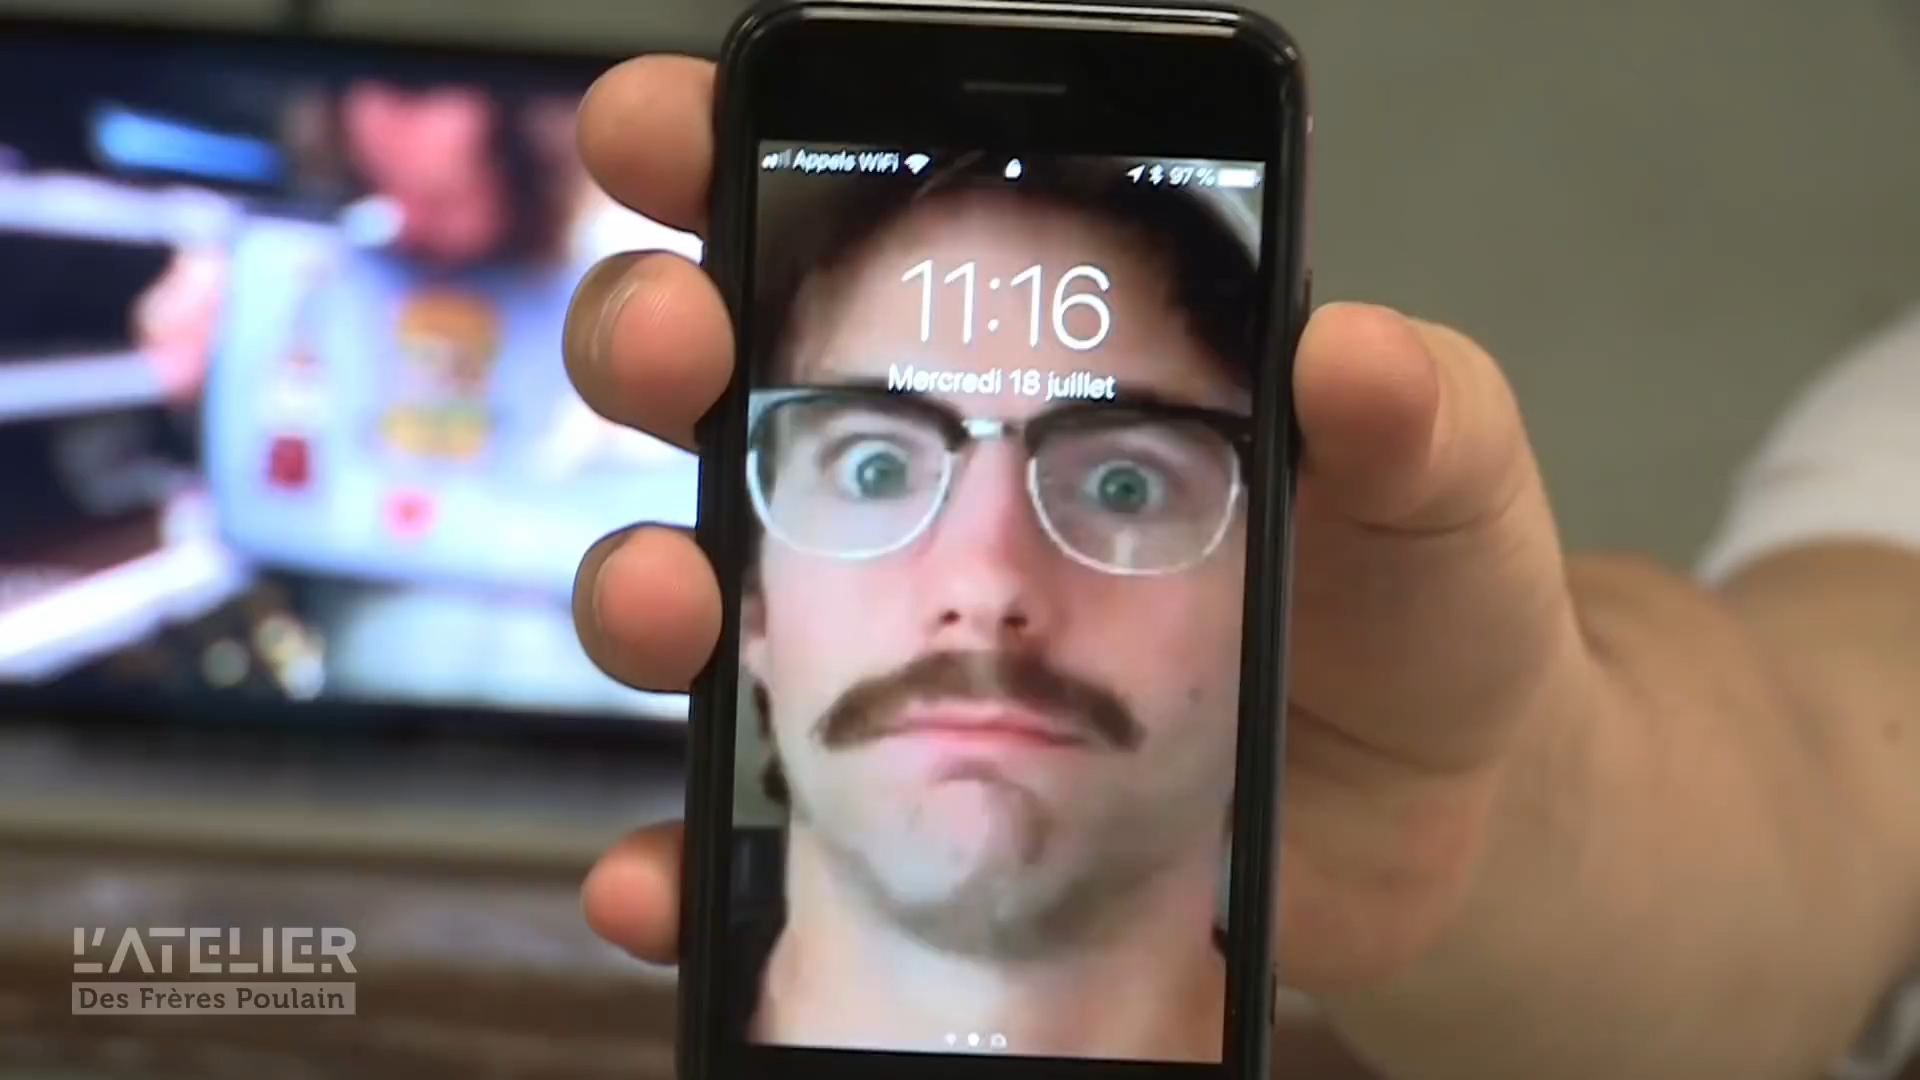 Appels WiFi 97 %
11:16
Mercredi 18 juillet
L'ATELIER
Des Frères Poulain